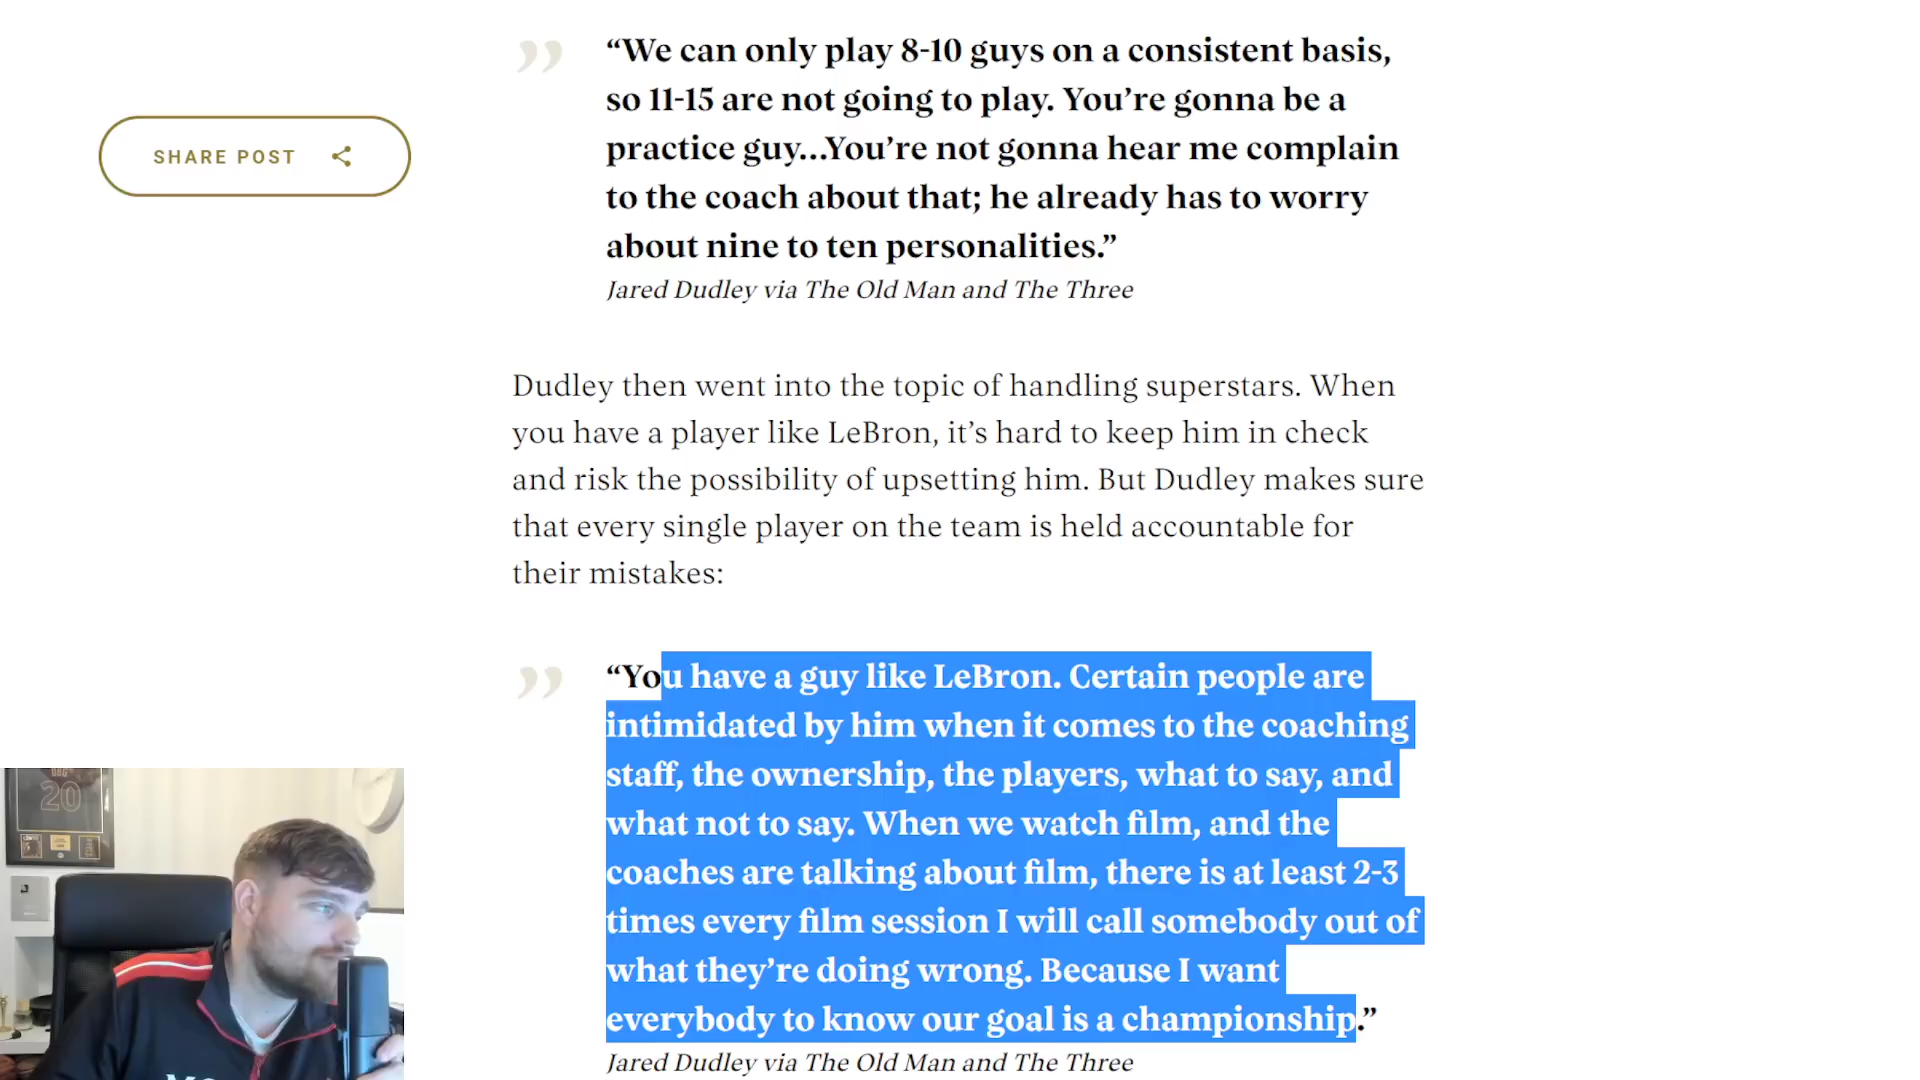 “We can only play 8-10 guys on a consistent basis,
so 11-15 are not going to play. You’re gonna be a
practice guy...You’re not gonna hear me complain
to the coach about that; he already has to worry
about nine to ten personalities.”
Jared Dudley via The Old Man and The Three
SHARE POST
Dudley then went into the topic of handling superstars. When
you have a player like LeBron, it’s hard to keep him in check
and risk the possibility of upsetting him. But Dudley makes sure
that every single player on the team is held accountable for
their mistakes:
“You have a guy like LeBron. Certain people are
intimidated by him when it comes to the coaching
staff, the ownership, the players, what to say, and
what not to say. When we watch film, and the
coaches are talking about film, there is at least 2-3
times every film session I will call somebody out of
what they’re doing wrong. Because I want
everybody to know our goal is a championship.”
Jared Dudley via The Old Man and The Three
20